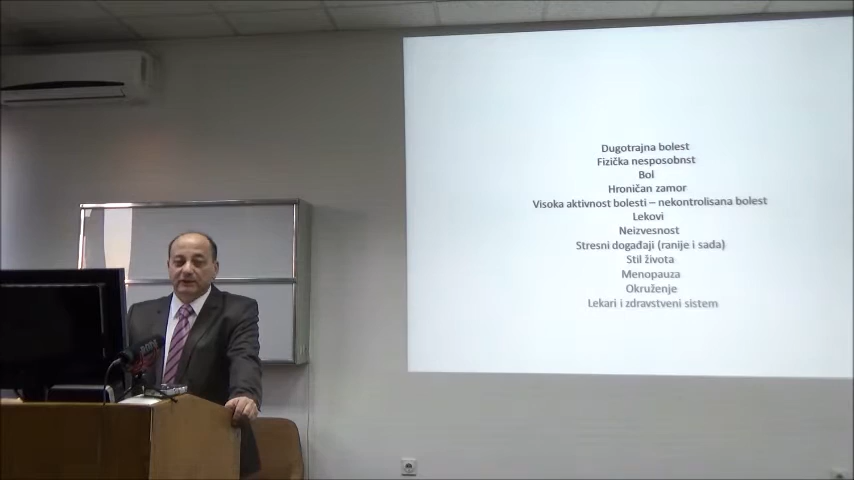 Dugotrajna bolest
Fizička nesposobnst
Bol
Hroničan zamor
Visoka aktivnost bolesti – nekontrolisana bolest
Lekovi
Neizvesnost
Stresni događaji (ranije i sada)
Stil života
Menopauza
Okruženje
Lekari i zdravstveni sistem